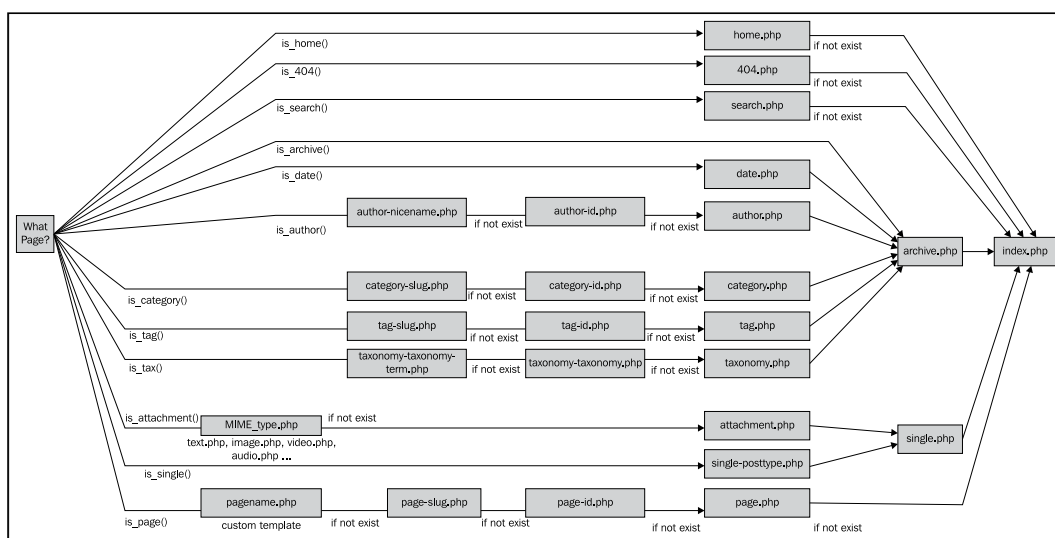 is_home()
home.php
if not exist
is_404()
404.php
if not exist
is_search()
search.php
if not exist
is_archive()
is_date()
date.php
What
Page?
is_author()
author-nicename.php
if not exist
author-id.php
if not exist
author.php
archive.php
index.php
is_category()
category-slug.php
if not exist
category-id.php
if not exist
category.php
is_tag()
tag-slug.php
if not exist
tag-id.php
if not exist
tag.php
is_tax()
taxonomy-taxonomy-
term.php
if not exist
taxonomy-taxonomy.php
if not exist
taxonomy.php
is_attachment()
MIME_type.php
if not exist
text.php, image.php, video.php,
audio.php ...
attachment.php
single.php
is_single()
single-posttype.php
is_page()
pagename.php
custom template
if not exist
page-slug.php
if not exist
page-id.php
if not exist
page.php
if not exist